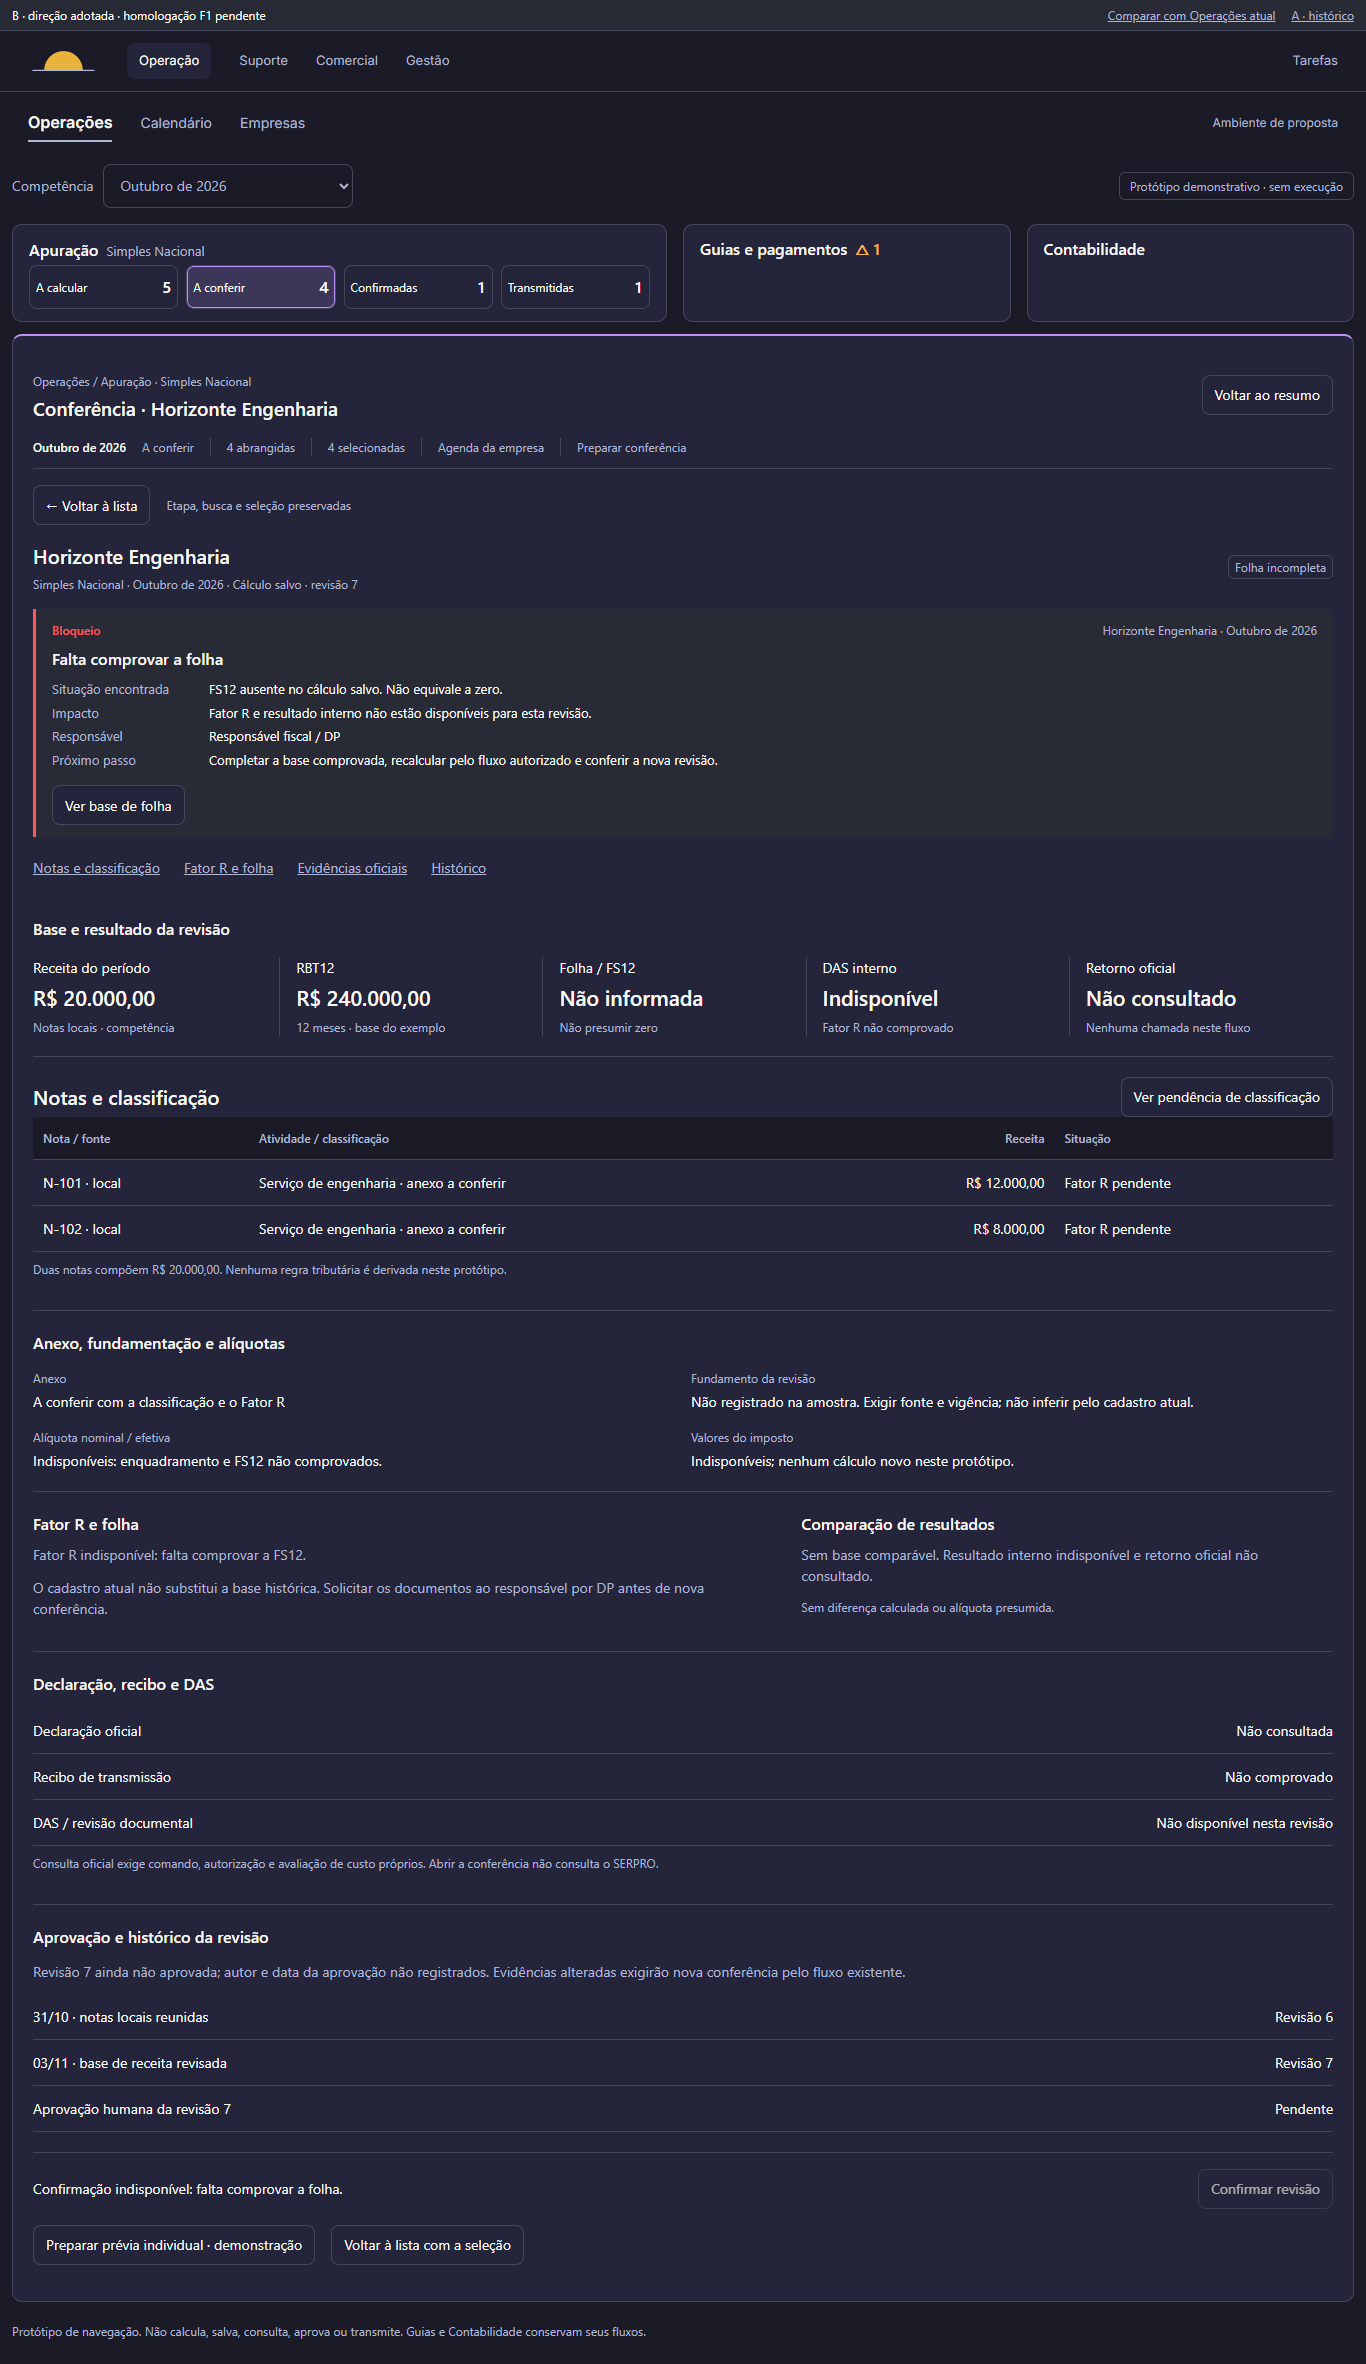 B · direção adotada · homologação F1 pendente
Comparar com Operações atual
A · histórico
Operação
Suporte
Comercial
Gestão
Tarefas
Operações
Calendário
Empresas
Ambiente de proposta
Competência
Outubro de 2026
Protótipo demonstrativo · sem execução
Apuração Simples Nacional
A calcular 5
A conferir 4
Confirmadas 1
Transmitidas 1
Guias e pagamentos △ 1
Contabilidade
Operações / Apuração · Simples Nacional
Conferência · Horizonte Engenharia
Voltar ao resumo
Outubro de 2026
A conferir
4 abrangidas
4 selecionadas
Agenda da empresa
Preparar conferência
← Voltar à lista
Etapa, busca e seleção preservadas
Horizonte Engenharia
Simples Nacional · Outubro de 2026 · Cálculo salvo · revisão 7
Folha incompleta
Bloqueio
Horizonte Engenharia · Outubro de 2026
Falta comprovar a folha
Situação encontrada FS12 ausente no cálculo salvo. Não equivale a zero.
Impacto Fator R e resultado interno não estão disponíveis para esta revisão.
Responsável Responsável fiscal / DP
Próximo passo Completar a base comprovada, recalcular pelo fluxo autorizado e conferir a nova revisão.
Ver base de folha
Notas e classificação
Fator R e folha
Evidências oficiais
Histórico
Base e resultado da revisão
Receita do período
R$ 20.000,00
Notas locais · competência
RBT12
R$ 240.000,00
12 meses · base do exemplo
Folha / FS12
Não informada
Não presumir zero
DAS interno
Indisponível
Fator R não comprovado
Retorno oficial
Não consultado
Nenhuma chamada neste fluxo
Notas e classificação
Ver pendência de classificação
Nota / fonte Atividade / classificação Receita Situação
N-101 · local Serviço de engenharia · anexo a conferir R$ 12.000,00 Fator R pendente
N-102 · local Serviço de engenharia · anexo a conferir R$ 8.000,00 Fator R pendente
Duas notas compõem R$ 20.000,00. Nenhuma regra tributária é derivada neste protótipo.
Anexo, fundamentação e alíquotas
Anexo
A conferir com a classificação e o Fator R
Fundamento da revisão
Não registrado na amostra. Exigir fonte e vigência; não inferir pelo cadastro atual.
Alíquota nominal / efetiva
Indisponíveis: enquadramento e FS12 não comprovados.
Valores do imposto
Indisponíveis; nenhum cálculo novo neste protótipo.
Fator R e folha
Fator R indisponível: falta comprovar a FS12.
O cadastro atual não substitui a base histórica. Solicitar os documentos ao responsável por DP antes de nova
conferência.
Comparação de resultados
Sem base comparável. Resultado interno indisponível e retorno oficial não
consultado.
Sem diferença calculada ou alíquota presumida.
Declaração, recibo e DAS
Declaração oficial Não consultada
Recibo de transmissão Não comprovado
DAS / revisão documental Não disponível nesta revisão
Consulta oficial exige comando, autorização e avaliação de custo próprios. Abrir a conferência não consulta o SERPRO.
Aprovação e histórico da revisão
Revisão 7 ainda não aprovada; autor e data da aprovação não registrados. Evidências alteradas exigirão nova conferência pelo fluxo existente.
31/10 · notas locais reunidas Revisão 6
03/11 · base de receita revisada Revisão 7
Aprovação humana da revisão 7 Pendente
Confirmação indisponível: falta comprovar a folha.
Confirmar revisão
Preparar prévia individual · demonstração
Voltar à lista com a seleção
Protótipo de navegação. Não calcula, salva, consulta, aprova ou transmite. Guias e Contabilidade conservam seus fluxos.